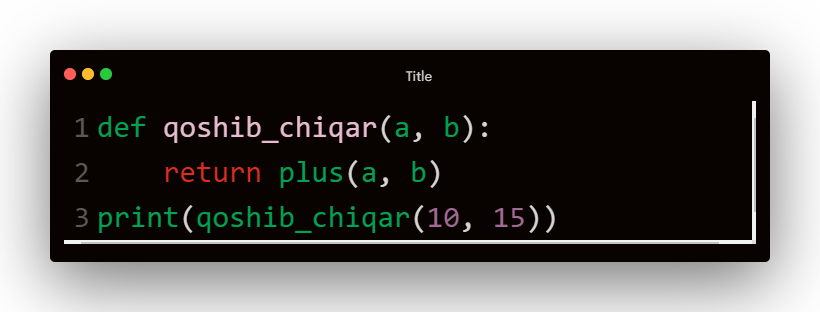 Title
1 def qoshib_chiqar(a, b):
2     return plus(a, b)
3 print(qoshib_chiqar(10, 15))